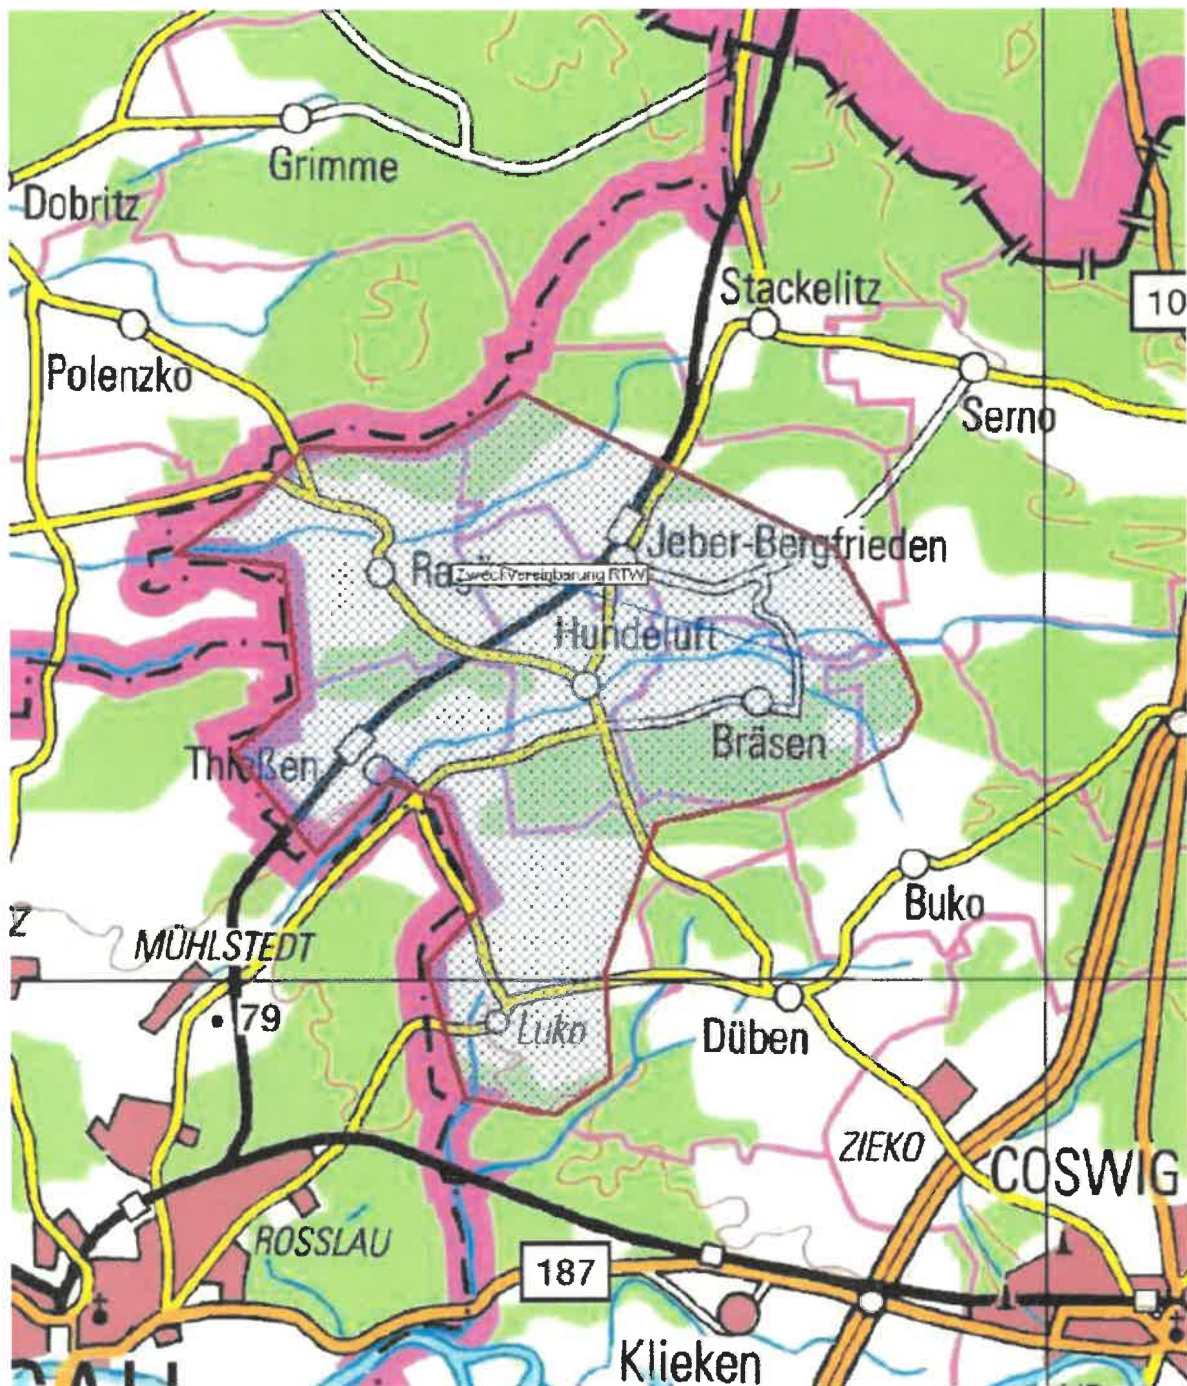 Grimme
Dobritz
Stackelitz
10
Polenzko
Serno
Jeber-Bergfrieden
Zweckvereinbarung RTW
Hundeluft
Bräsen
Thießen
Buko
Z
MÜHLSTEDT
79
Luko
Düben
ZIEKO
COSWIG
ROSSLAU
187
Klieken